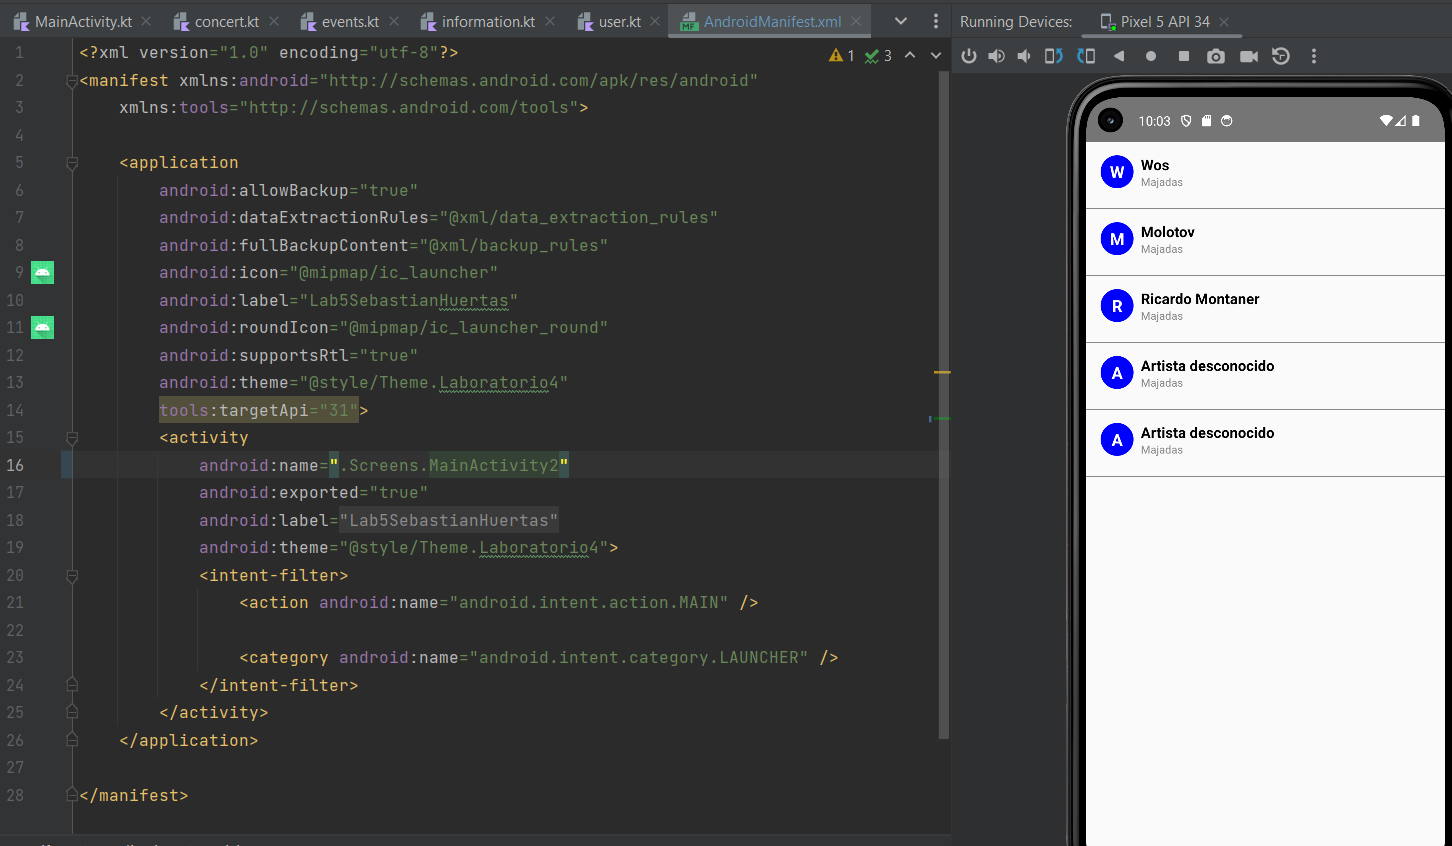 MainActivity.kt
concert.kt
events.kt
information.kt
user.kt
AndroidManifest.xml
Running Devices:
Pixel 5 API 34
1 <?xml version="1.0" encoding="utf-8"?>
1
3
2 <manifest xmlns:android="http://schemas.android.com/apk/res/android"
3 xmlns:tools="http://schemas.android.com/tools">
4
5 <application
6 android:allowBackup="true"
7 android:dataExtractionRules="@xml/data_extraction_rules"
8 android:fullBackupContent="@xml/backup_rules"
9 android:icon="@mipmap/ic_launcher"
10 android:label="Lab5SebastianHuertas"
11 android:roundIcon="@mipmap/ic_launcher_round"
12 android:supportsRtl="true"
13 android:theme="@style/Theme.Laboratorio4"
14 tools:targetApi="31">
15 <activity
16 android:name=".Screens.MainActivity2"
17 android:exported="true"
18 android:label="Lab5SebastianHuertas"
19 android:theme="@style/Theme.Laboratorio4">
20 <intent-filter>
21 <action android:name="android.intent.action.MAIN" />
22
23 <category android:name="android.intent.category.LAUNCHER" />
24 </intent-filter>
25 </activity>
26 </application>
27
28 </manifest>
10:03
W
Wos
Majadas
M
Molotov
Majadas
R
Ricardo Montaner
Majadas
A
Artista desconocido
Majadas
A
Artista desconocido
Majadas